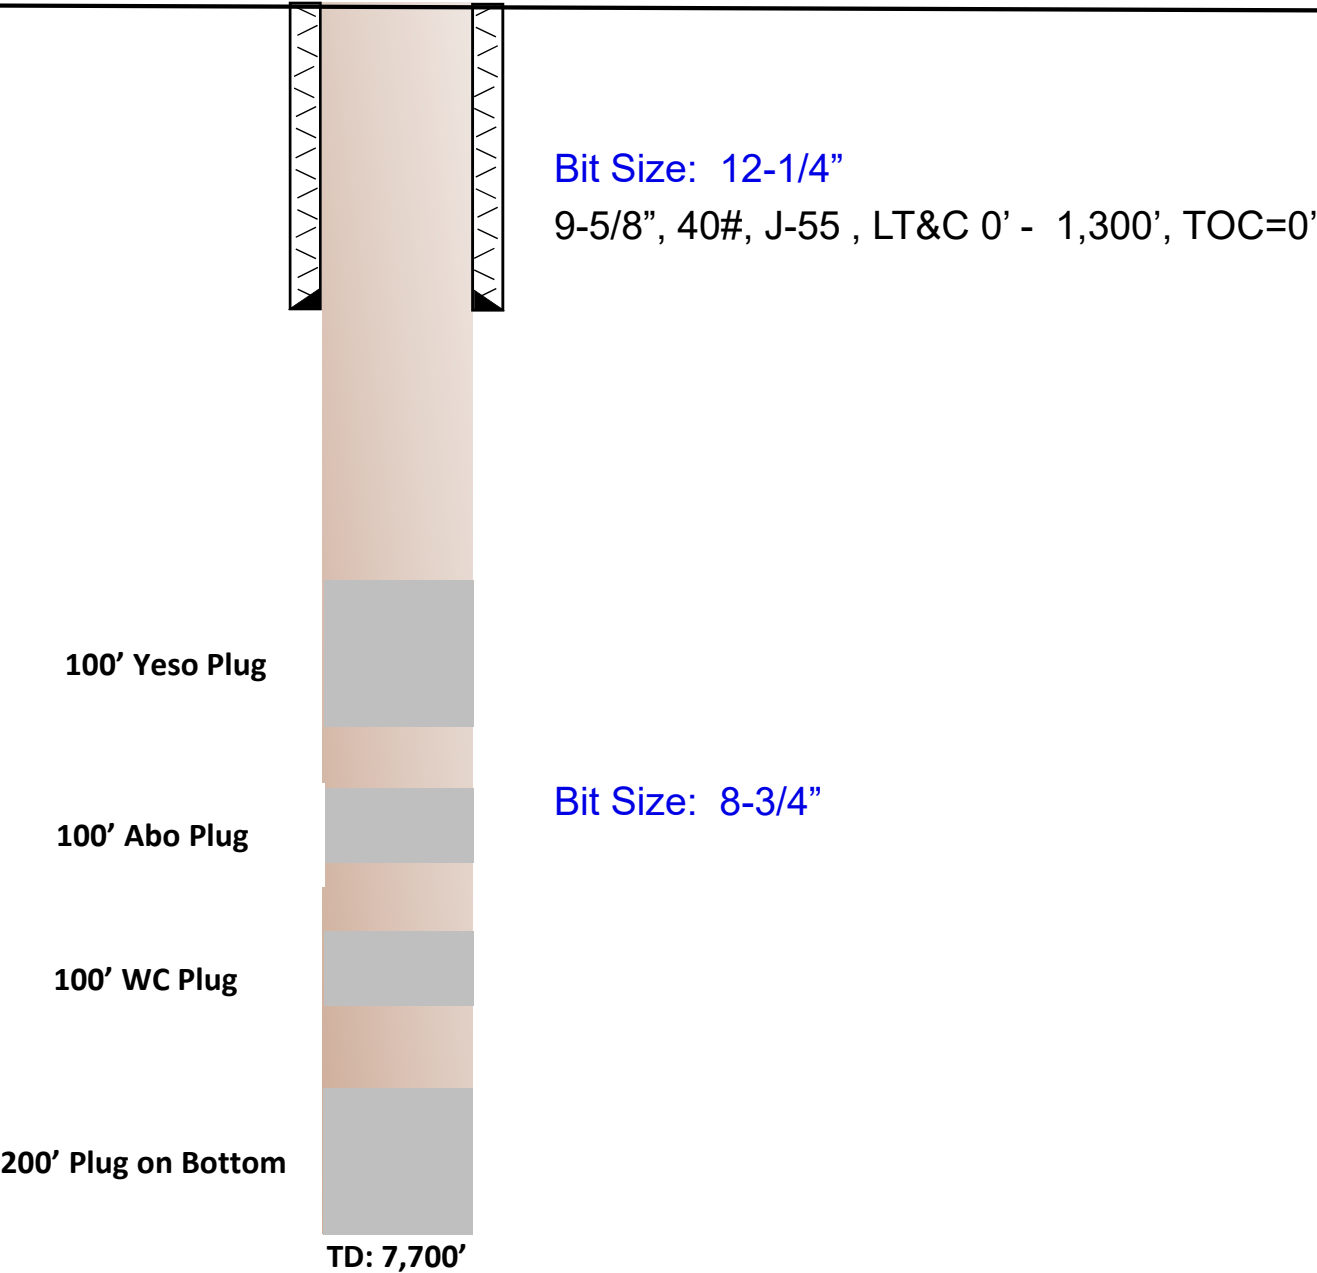 Bit Size:  12-1/4”
9-5/8”, 40#, J-55 , LT&C 0’ -  1,300’, TOC=0’
100’ Yeso Plug
Bit Size:  8-3/4”
100’ Abo Plug
100’ WC Plug
200’ Plug on Bottom
TD: 7,700’